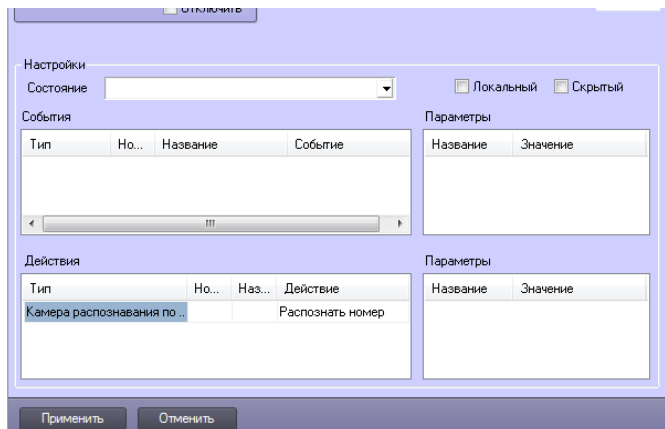 Отключить
Настройки
Состояние
Локальный Скрытый
События Параметры
Тип Но... Название Событие Название Значение
Действия Параметры
Тип Но... Наз... Действие Название Значение
Камера распознавания по .. Распознать номер
Применить Отменить